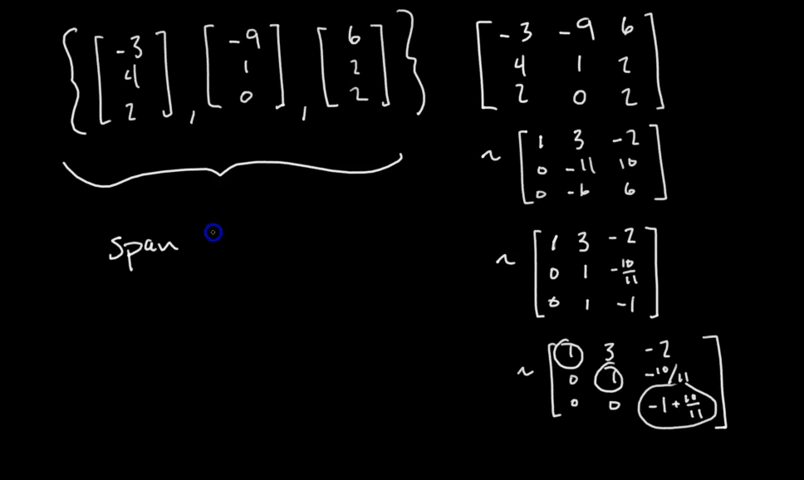 { [ -3 4 2 ] , [ -9 1 0 ] , [ 6 2 2 ] }
span
[ -3 -9 6
4 1 2
2 0 2 ]
~ [ 1 3 -2
0 -11 10
0 -6 6 ]
~ [ 1 3 -2
0 1 -10/11
0 1 -1 ]
~ [ 1 3 -2
0 1 -10/11
0 0 -1+10/11 ]